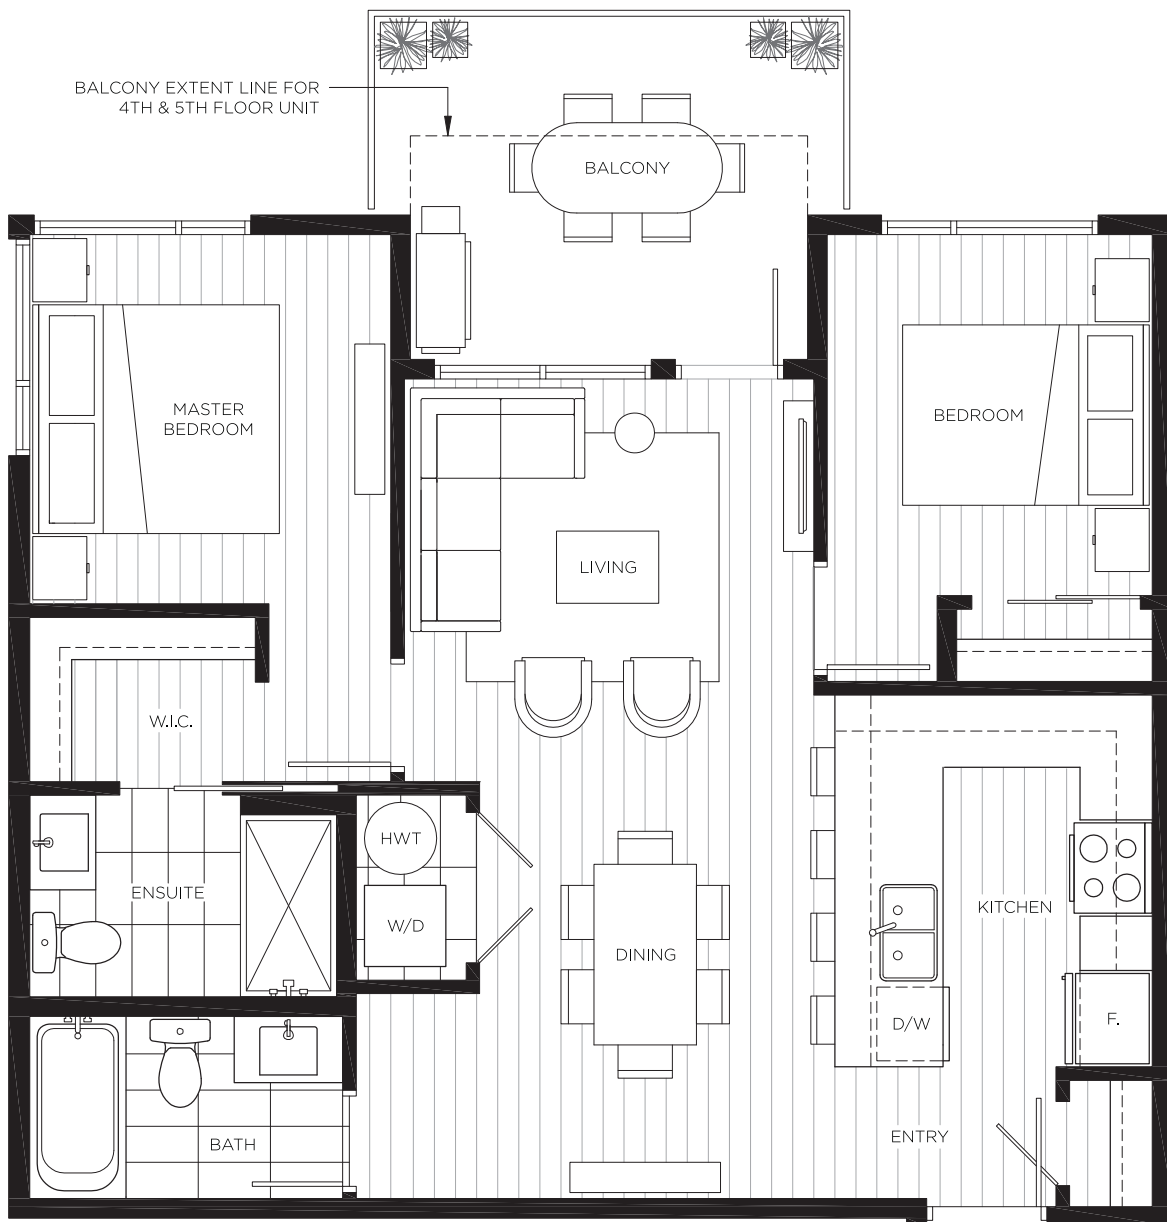 BALCONY EXTENT LINE FOR
4TH & 5TH FLOOR UNIT
BALCONY
MASTER
BEDROOM
BEDROOM
LIVING
W.I.C.
HWT
ENSUITE
W/D
KITCHEN
DINING
D/W
F.
BATH
ENTRY